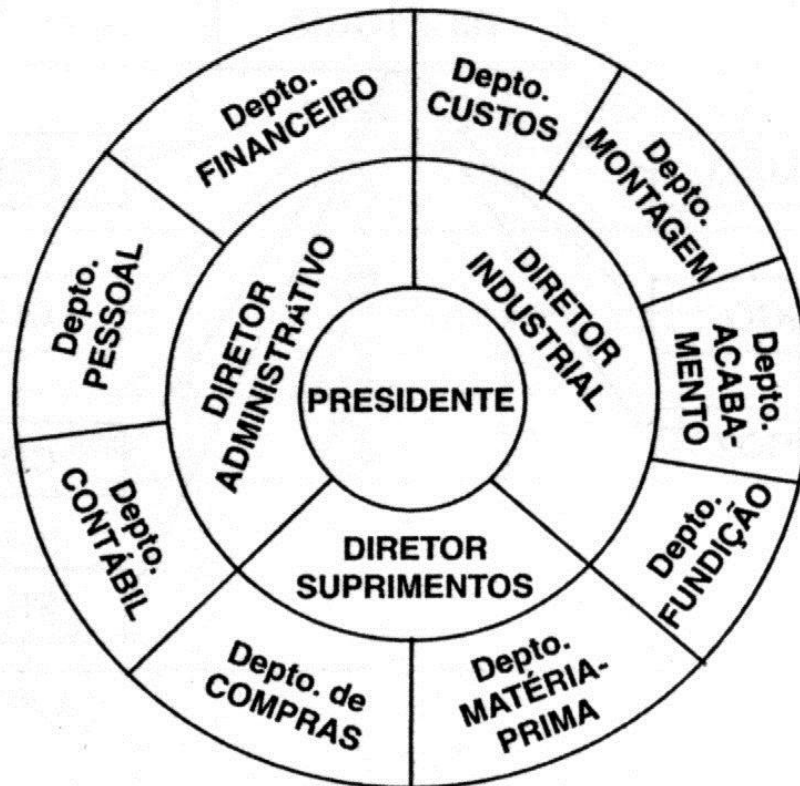 PRESIDENTE
DIRETOR
ADMINISTRATIVO
DIRETOR
INDUSTRIAL
DIRETOR
SUPRIMENTOS
Depto.
FINANCEIRO
Depto.
CUSTOS
Depto.
MONTAGEM
Depto.
ACABA-
MENTO
Depto.
FUNDIÇÃO
Depto.
MATÉRIA-
PRIMA
Depto. de
COMPRAS
Depto.
CONTÁBIL
Depto.
PESSOAL